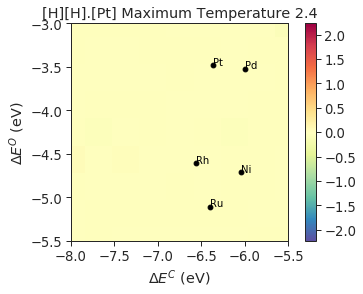 [H][H].[Pt] Maximum Temperature 2.4
−3.0
−3.5
−4.0
−4.5
−5.0
−5.5
ΔE^O (eV)
Pt
Pd
Rh
Ni
Ru
−8.0 −7.5 −7.0 −6.5 −6.0 −5.5
ΔE^C (eV)
2.0
1.5
1.0
0.5
0.0
−0.5
−1.0
−1.5
−2.0